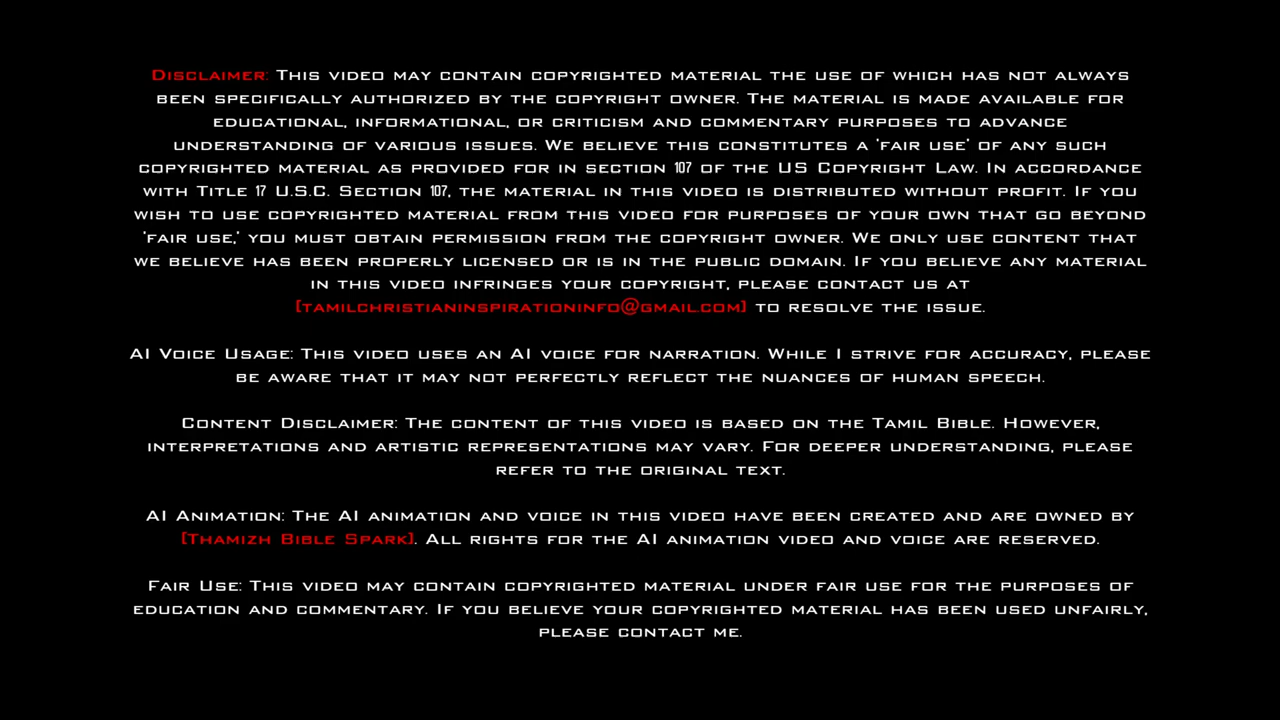 Disclaimer: This video may contain copyrighted material the use of which has not always
been specifically authorized by the copyright owner. The material is made available for
educational, informational, or criticism and commentary purposes to advance
understanding of various issues. We believe this constitutes a 'fair use' of any such
copyrighted material as provided for in section 107 of the US Copyright Law. In accordance
with Title 17 U.S.C. Section 107, the material in this video is distributed without profit. If you
wish to use copyrighted material from this video for purposes of your own that go beyond
'fair use,' you must obtain permission from the copyright owner. We only use content that
we believe has been properly licensed or is in the public domain. If you believe any material
in this video infringes your copyright, please contact us at
[tamilchristianinspirationinfo@gmail.com] to resolve the issue.
AI Voice Usage: This video uses an AI voice for narration. While I strive for accuracy, please
be aware that it may not perfectly reflect the nuances of human speech.
Content Disclaimer: The content of this video is based on the Tamil Bible. However,
interpretations and artistic representations may vary. For deeper understanding, please
refer to the original text.
AI Animation: The AI animation and voice in this video have been created and are owned by
[Thamizh Bible Spark]. All rights for the AI animation video and voice are reserved.
Fair Use: This video may contain copyrighted material under fair use for the purposes of
education and commentary. If you believe your copyrighted material has been used unfairly,
please contact me.